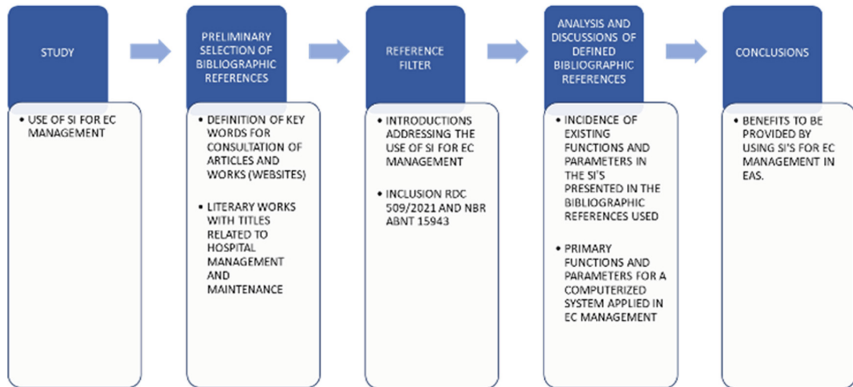 STUDY
• USE OF SI FOR EC
MANAGEMENT
PRELIMINARY
SELECTION OF
BIBLIOGRAPHIC
REFERENCES
• DEFINITION OF KEY
WORDS FOR
CONSULTATION OF
ARTICLES AND
WORKS (WEBSITES)
• LITERARY WORKS
WITH TITLES
RELATED TO
HOSPITAL
MANAGEMENT
AND
MAINTENANCE
REFERENCE
FILTER
• INTRODUCTIONS
ADDRESSING THE
USE OF SI FOR EC
MANAGEMENT
• INCLUSION RDC
509/2021 AND NBR
ABNT 15943
ANALYSIS AND
DISCUSSIONS OF
DEFINED
BIBLIOGRAPHIC
REFERENCES
• INCIDENCE OF
EXISTING
FUNCTIONS AND
PARAMETERS IN
THE SI'S
PRESENTED IN THE
BIBLIOGRAPHIC
REFERENCES USED
• PRIMARY
FUNCTIONS AND
PARAMETERS FOR A
COMPUTERIZED
SYSTEM APPLIED IN
EC MANAGEMENT
CONCLUSIONS
• BENEFITS TO BE
PROVIDED BY
USING SI'S FOR EC
MANAGEMENT IN
EAS.